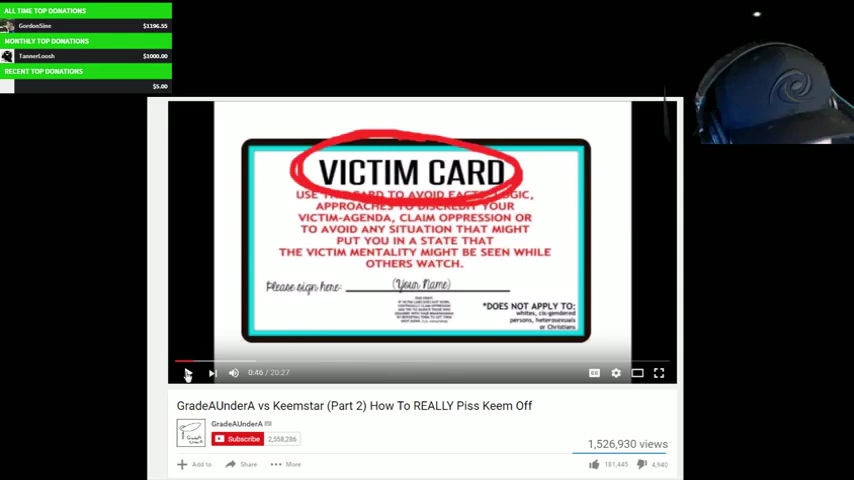 ALL TIME TOP DONATIONS
GordonSine $1196.55
MONTHLY TOP DONATIONS
TannerLoosh $1000.00
RECENT TOP DONATIONS
$5.00
VICTIM CARD
USE THIS CARD TO AVOID FACTS, LOGIC,
APPROACHES TO DISCREDIT YOUR
VICTIM-AGENDA, CLAIM OPPRESSION OR
TO AVOID ANY SITUATION THAT MIGHT
PUT YOU IN A STATE THAT
THE VICTIM MENTALITY MIGHT BE SEEN WHILE
OTHERS WATCH.
Please sign here: (Your Name)
*DOES NOT APPLY TO:
whites, cis-gendered
persons, heterosexuals
or Christians
0:46 / 20:27
CC
GradeAUnderA vs Keemstar (Part 2) How To REALLY Piss Keem Off
GradeAUnderA
Subscribe 2,558,286
1,526,930 views
Add to Share More 181,445 4,940